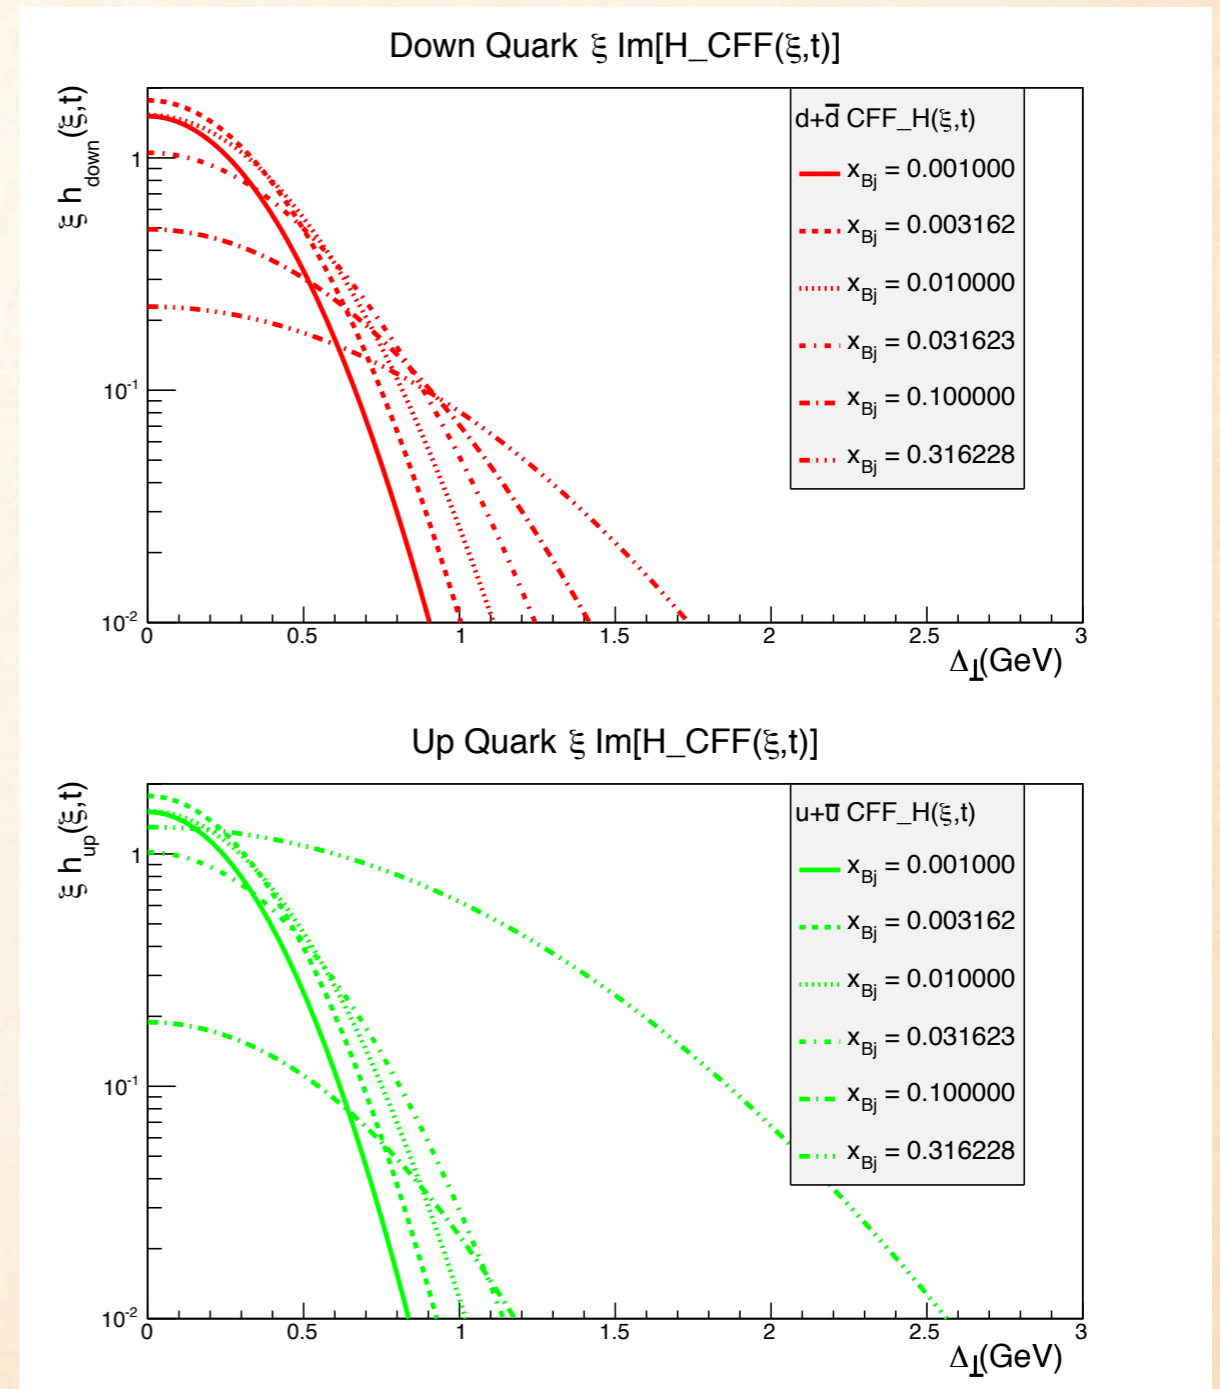 Down Quark ξ Im[H_CFF(ξ,t)]
ξ h_down(ξ,t)
d+d̅ CFF_H(ξ,t)
x_Bj = 0.001000
x_Bj = 0.003162
x_Bj = 0.010000
x_Bj = 0.031623
x_Bj = 0.100000
x_Bj = 0.316228
1
10⁻¹
10⁻²
0 0.5 1 1.5 2 2.5 3
Δ⊥(GeV)
Up Quark ξ Im[H_CFF(ξ,t)]
ξ h_up(ξ,t)
u+u̅ CFF_H(ξ,t)
x_Bj = 0.001000
x_Bj = 0.003162
x_Bj = 0.010000
x_Bj = 0.031623
x_Bj = 0.100000
x_Bj = 0.316228
1
10⁻¹
10⁻²
0 0.5 1 1.5 2 2.5 3
Δ⊥(GeV)